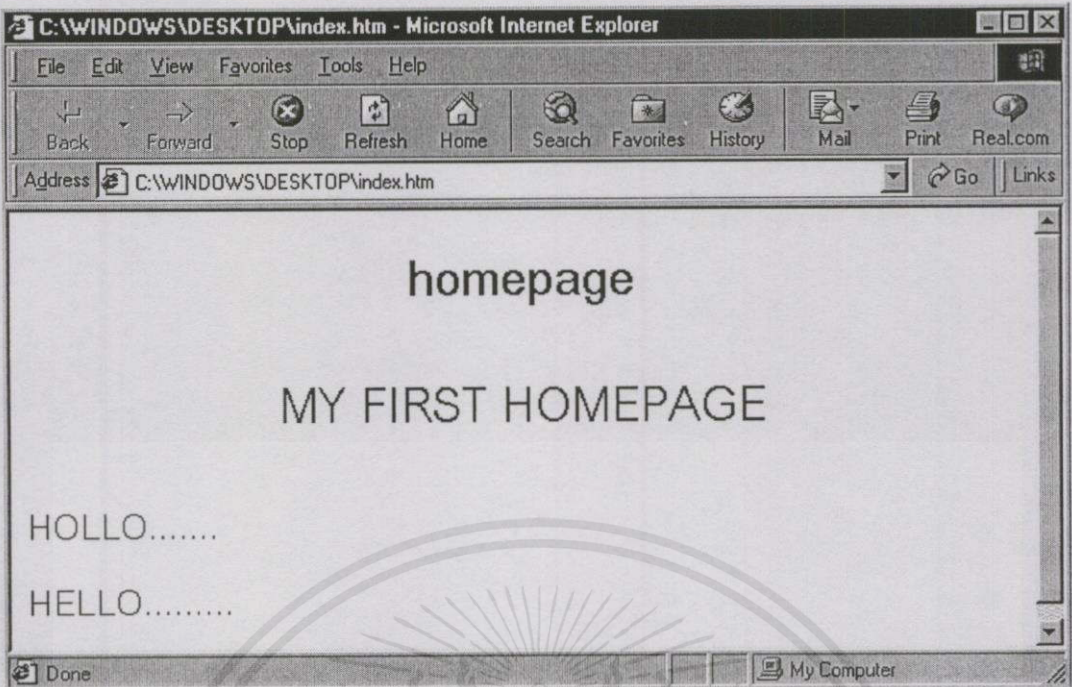 C:\WINDOWS\DESKTOP\index.htm - Microsoft Internet Explorer
File Edit View Favorites Tools Help
Back Forward Stop Refresh Home Search Favorites History Mail Print Real.com
Address C:\WINDOWS\DESKTOP\index.htm Go Links
homepage
MY FIRST HOMEPAGE
HOLLO.......
HELLO.........
Done My Computer